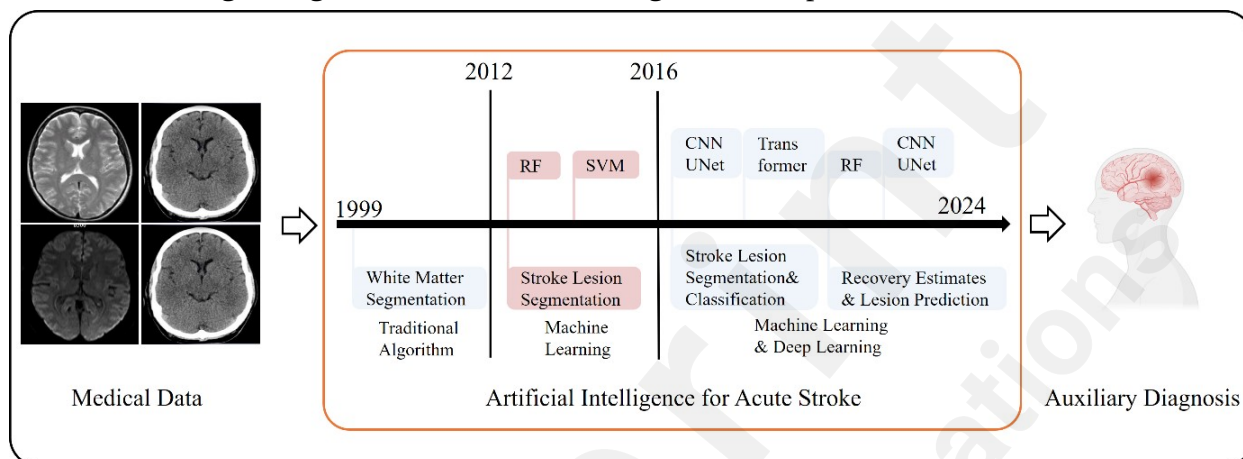 2012
2016
CNN
UNet
Trans
former
CNN
UNet
RF
SVM
RF
1999
2024
White Matter
Segmentation
Stroke Lesion
Segmentation
Stroke Lesion
Segmentation&
Classification
Recovery Estimates
& Lesion Prediction
Traditional
Algorithm
Machine
Learning
Machine Learning
& Deep Learning
Medical Data
Artificial Intelligence for Acute Stroke
Auxiliary Diagnosis